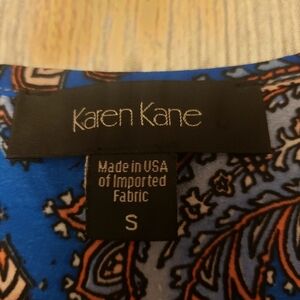 Karen Kane
Made in USA
of Imported
Fabric
S